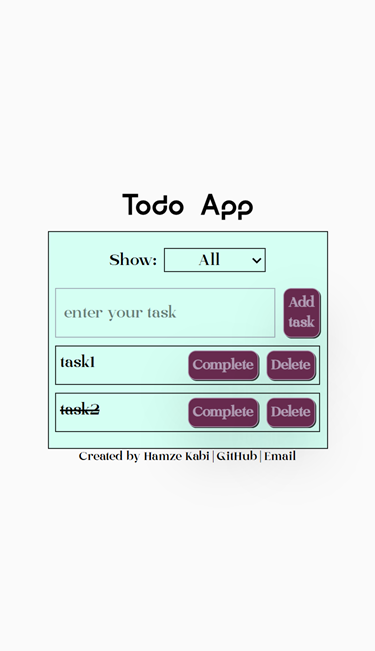 Todo App
Show: All
enter your task
Add
task
task1 Complete Delete
task2 Complete Delete
Created by Hamze Kabi | GitHub | Email